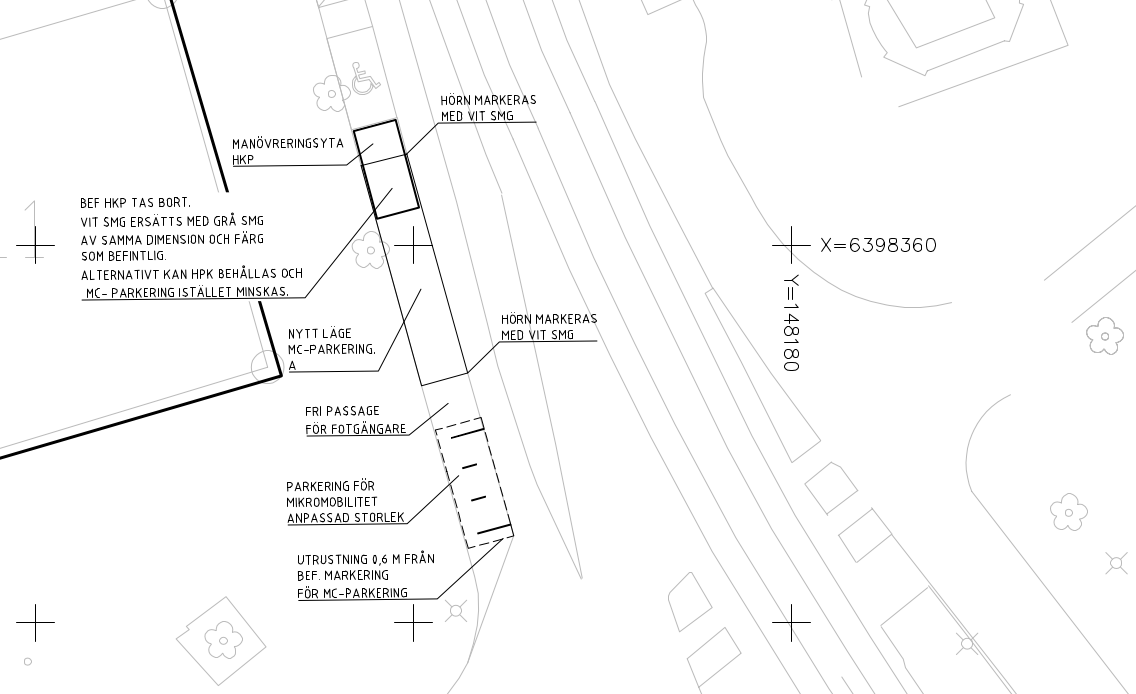 HÖRN MARKERAS
MED VIT SMG
MANÖVRERINGSYTA
HKP
BEF HKP TAS BORT.
VIT SMG ERSÄTTS MED GRÅ SMG
AV SAMMA DIMENSION OCH FÄRG
SOM BEFINTLIG.
ALTERNATIVT KAN HPK BEHÅLLAS OCH
MC- PARKERING ISTÄLLET MINSKAS.
1
X=6398360
Y=148180
HÖRN MARKERAS
MED VIT SMG
NYTT LÄGE
MC-PARKERING.
A
FRI PASSAGE
FÖR FOTGÄNGARE
PARKERING FÖR
MIKROMOBILITET
ANPASSAD STORLEK
UTRUSTNING 0,6 M FRÅN
BEF. MARKERING
FÖR MC-PARKERING